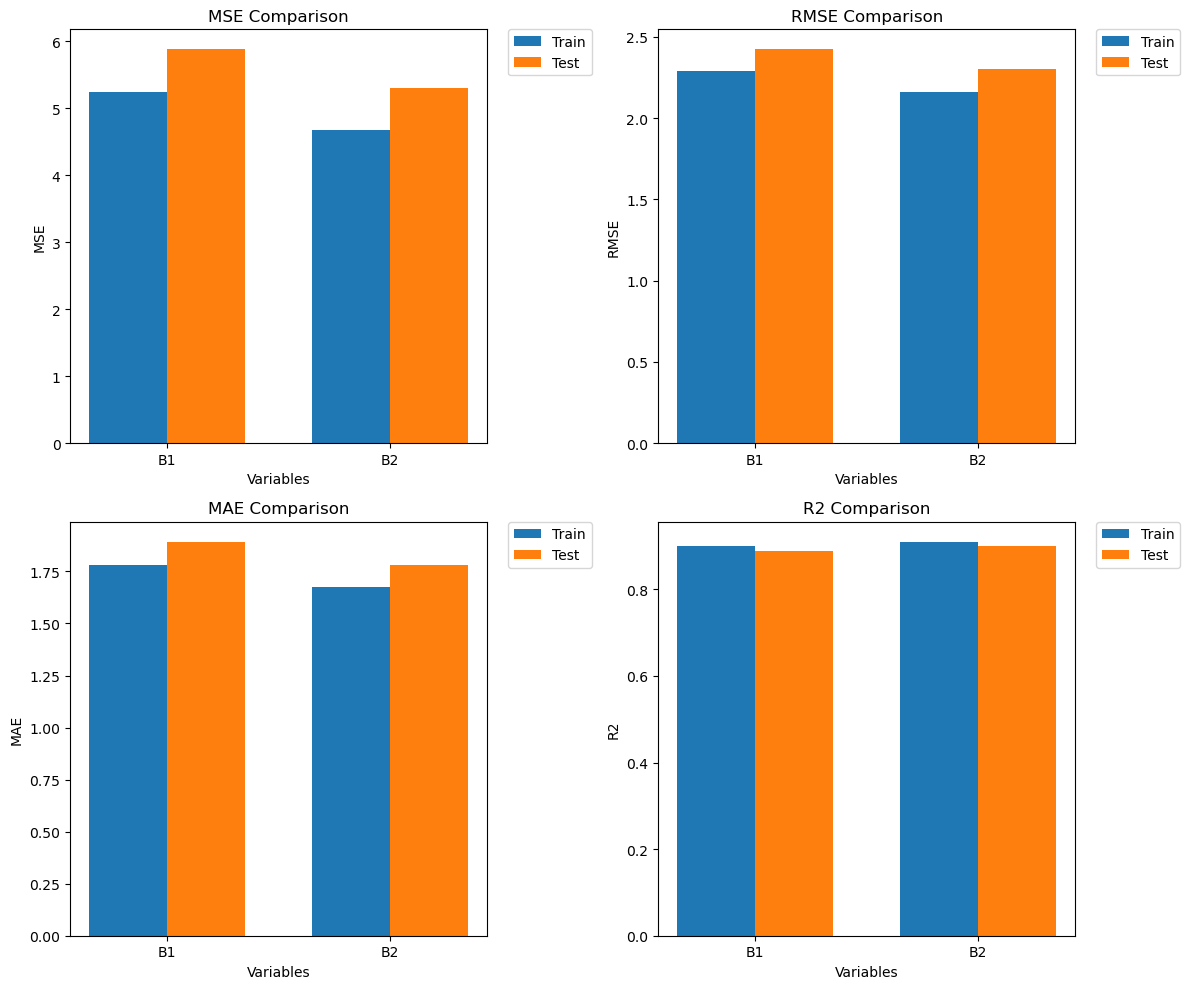 MSE Comparison
6
5
4
3
2
1
0
MSE
B1
B2
Variables
Train
Test
RMSE Comparison
2.5
2.0
1.5
1.0
0.5
0.0
RMSE
B1
B2
Variables
Train
Test
MAE Comparison
1.75
1.50
1.25
1.00
0.75
0.50
0.25
0.00
MAE
B1
B2
Variables
Train
Test
R2 Comparison
0.8
0.6
0.4
0.2
0.0
R2
B1
B2
Variables
Train
Test